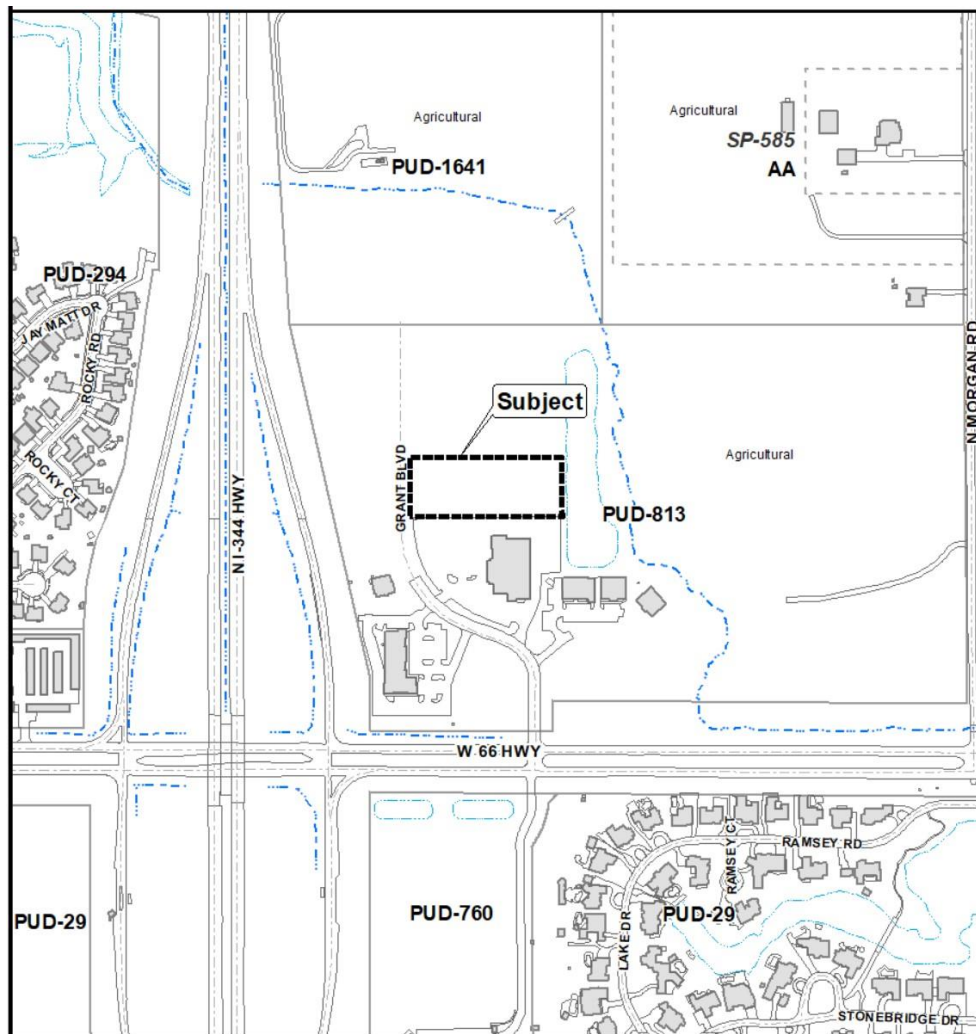 Agricultural
Agricultural
SP-585
AA
PUD-1641
PUD-294
JAY MATT DR
ROCKY RD
ROCKY CT
N I-344 HWY
N MORGAN RD
Subject
GRANT BLVD
Agricultural
PUD-813
W 66 HWY
RAMSEY RD
RAMSEY CT
PUD-29
PUD-760
PUD-29
LAKE DR
STONEBRIDGE DR